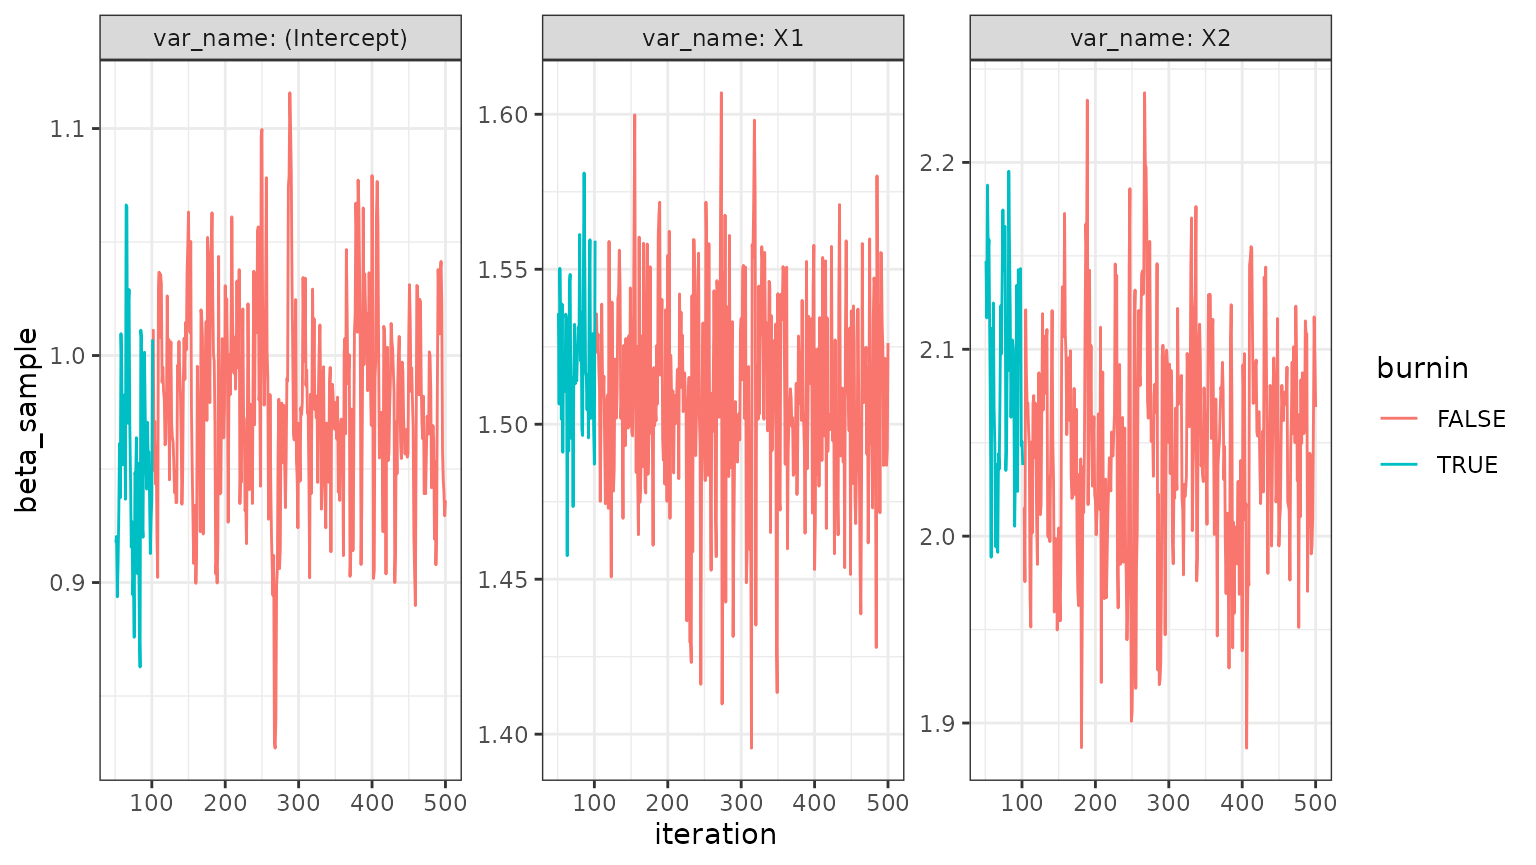 var_name: (Intercept)
var_name: X1
var_name: X2
beta_sample
1.1
1.0
0.9
1.60
1.55
1.50
1.45
1.40
2.2
2.1
2.0
1.9
100 200 300 400 500
100 200 300 400 500
100 200 300 400 500
iteration
burnin
FALSE
TRUE